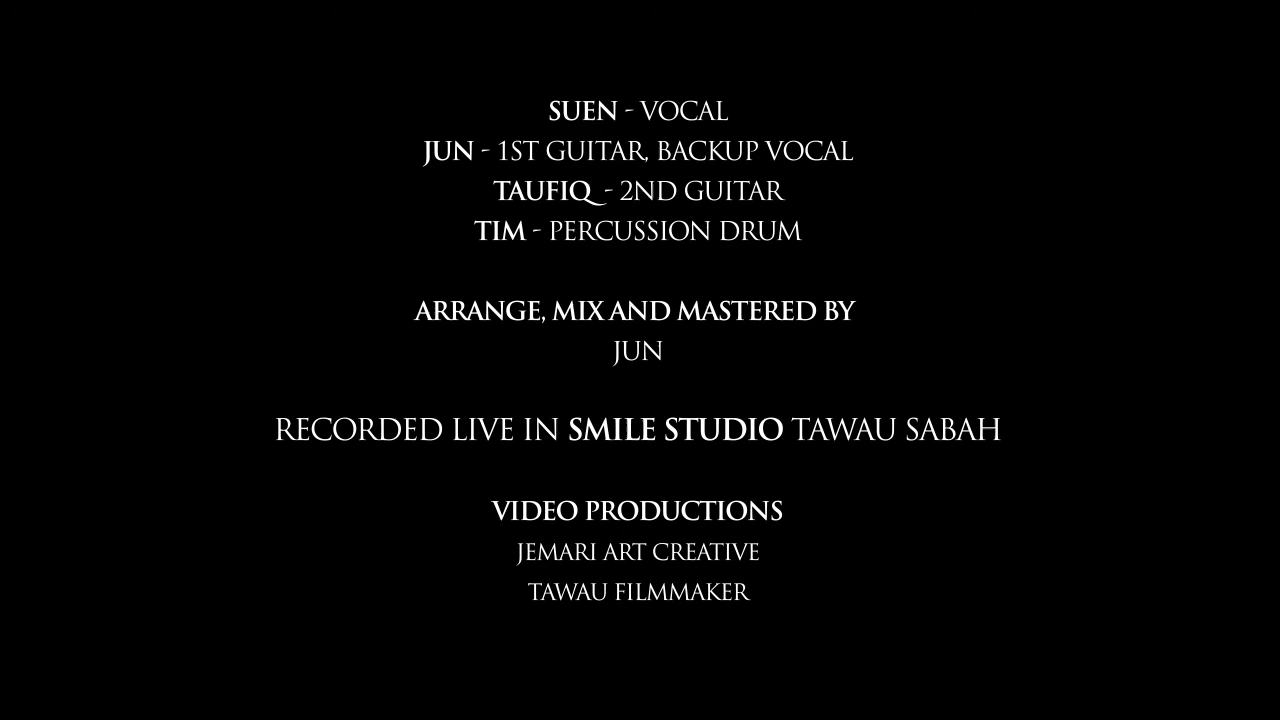 SUEN - VOCAL
JUN - 1ST GUITAR, BACKUP VOCAL
TAUFIQ - 2ND GUITAR
TIM - PERCUSSION DRUM
ARRANGE, MIX AND MASTERED BY
JUN
RECORDED LIVE IN SMILE STUDIO TAWAU SABAH
VIDEO PRODUCTIONS
JEMARI ART CREATIVE
TAWAU FILMMAKER